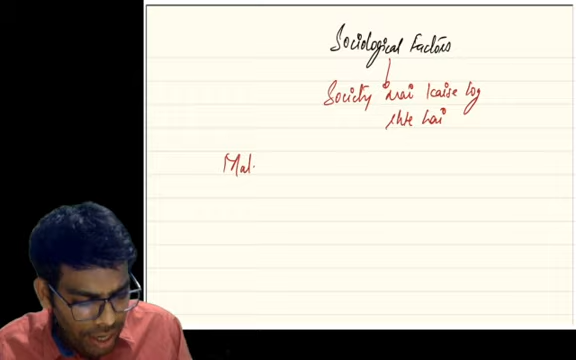 Sociological Factors
Society mai kaise log
rhte hai
Mal